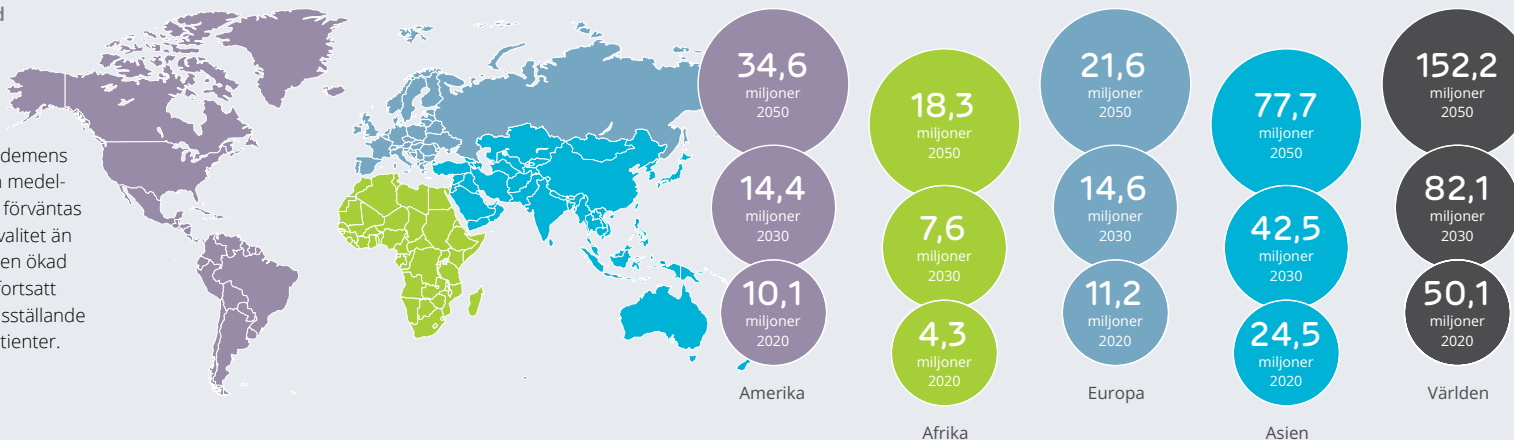 demens
medel-
förväntas
valitet än
en ökad
fortsatt
sställande
tienter.
34,6
miljoner
2050
14,4
miljoner
2030
10,1
miljoner
2020
Amerika
18,3
miljoner
2050
7,6
miljoner
2030
4,3
miljoner
2020
Afrika
21,6
miljoner
2050
14,6
miljoner
2030
11,2
miljoner
2020
Europa
77,7
miljoner
2050
42,5
miljoner
2030
24,5
miljoner
2020
Asien
152,2
miljoner
2050
82,1
miljoner
2030
50,1
miljoner
2020
Världen